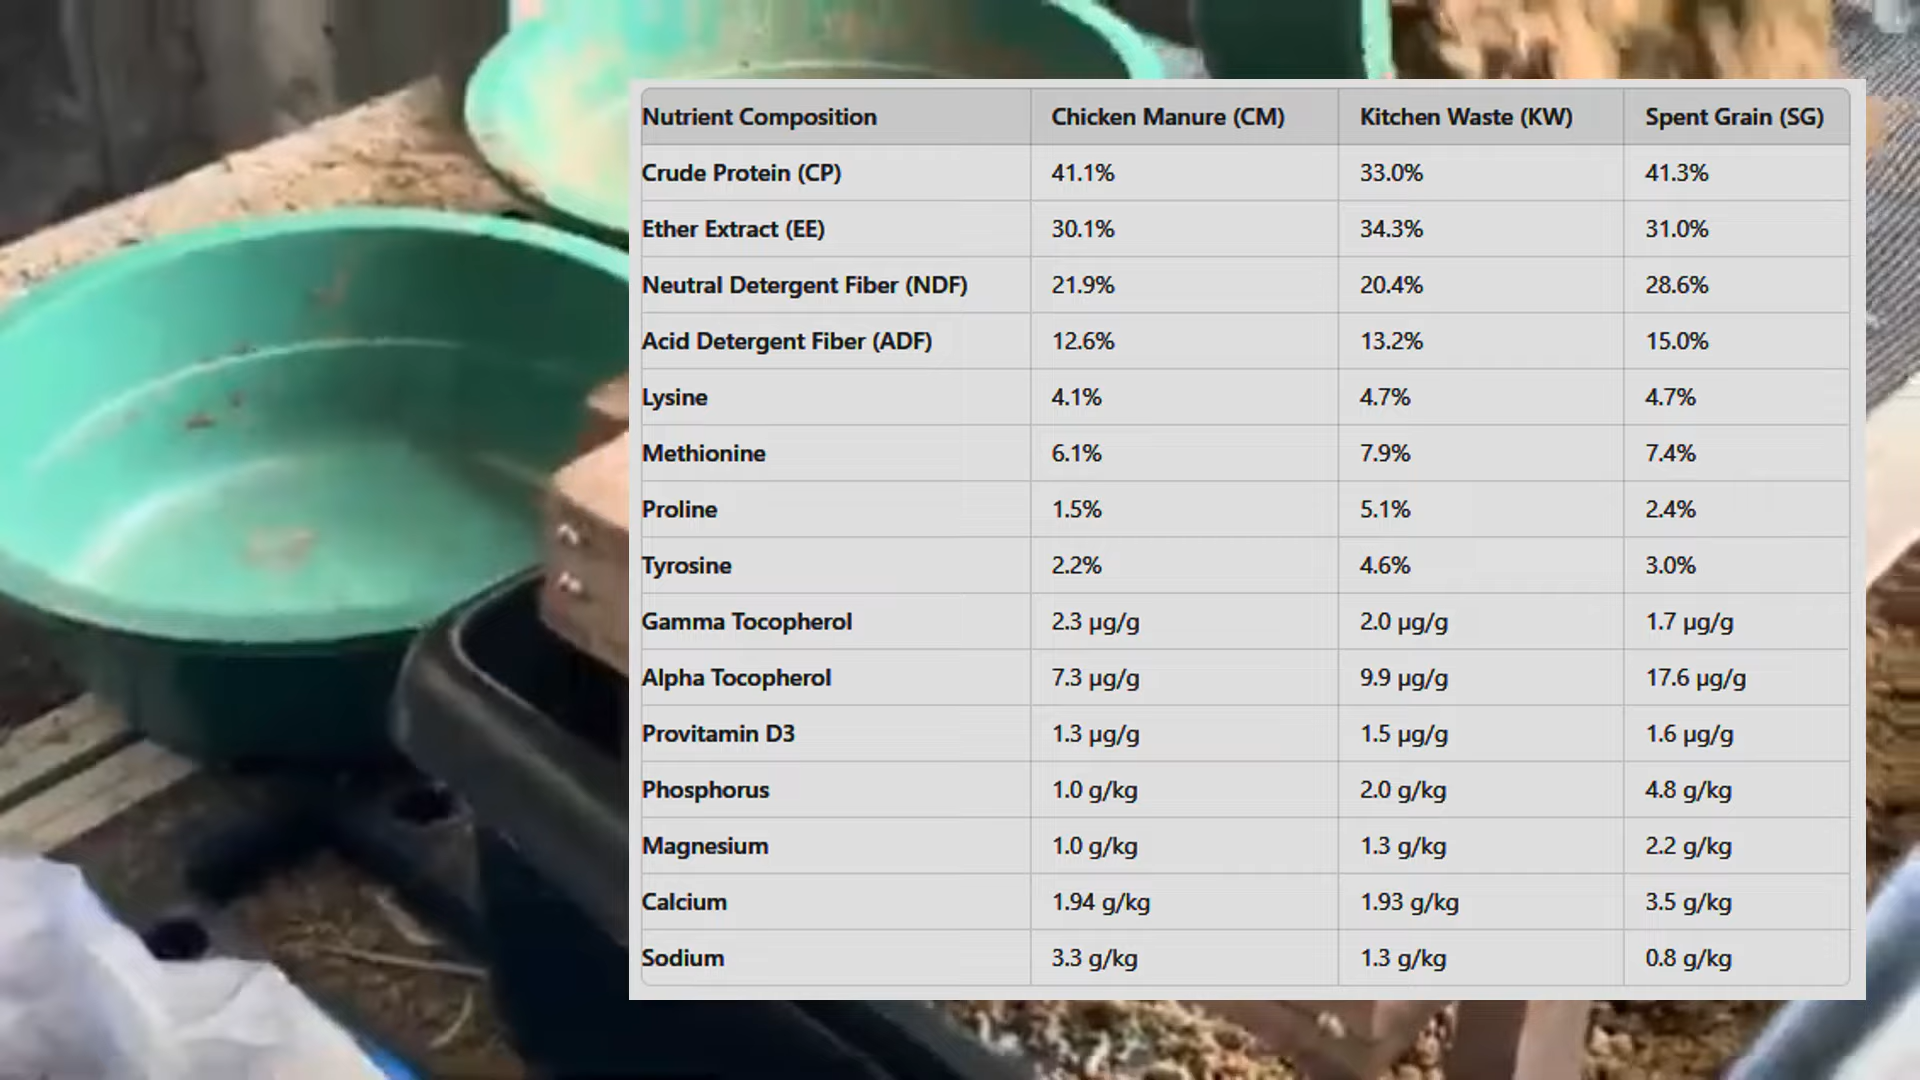 Nutrient Composition Chicken Manure (CM) Kitchen Waste (KW) Spent Grain (SG)
Crude Protein (CP) 41.1% 33.0% 41.3%
Ether Extract (EE) 30.1% 34.3% 31.0%
Neutral Detergent Fiber (NDF) 21.9% 20.4% 28.6%
Acid Detergent Fiber (ADF) 12.6% 13.2% 15.0%
Lysine 4.1% 4.7% 4.7%
Methionine 6.1% 7.9% 7.4%
Proline 1.5% 5.1% 2.4%
Tyrosine 2.2% 4.6% 3.0%
Gamma Tocopherol 2.3 µg/g 2.0 µg/g 1.7 µg/g
Alpha Tocopherol 7.3 µg/g 9.9 µg/g 17.6 µg/g
Provitamin D3 1.3 µg/g 1.5 µg/g 1.6 µg/g
Phosphorus 1.0 g/kg 2.0 g/kg 4.8 g/kg
Magnesium 1.0 g/kg 1.3 g/kg 2.2 g/kg
Calcium 1.94 g/kg 1.93 g/kg 3.5 g/kg
Sodium 3.3 g/kg 1.3 g/kg 0.8 g/kg